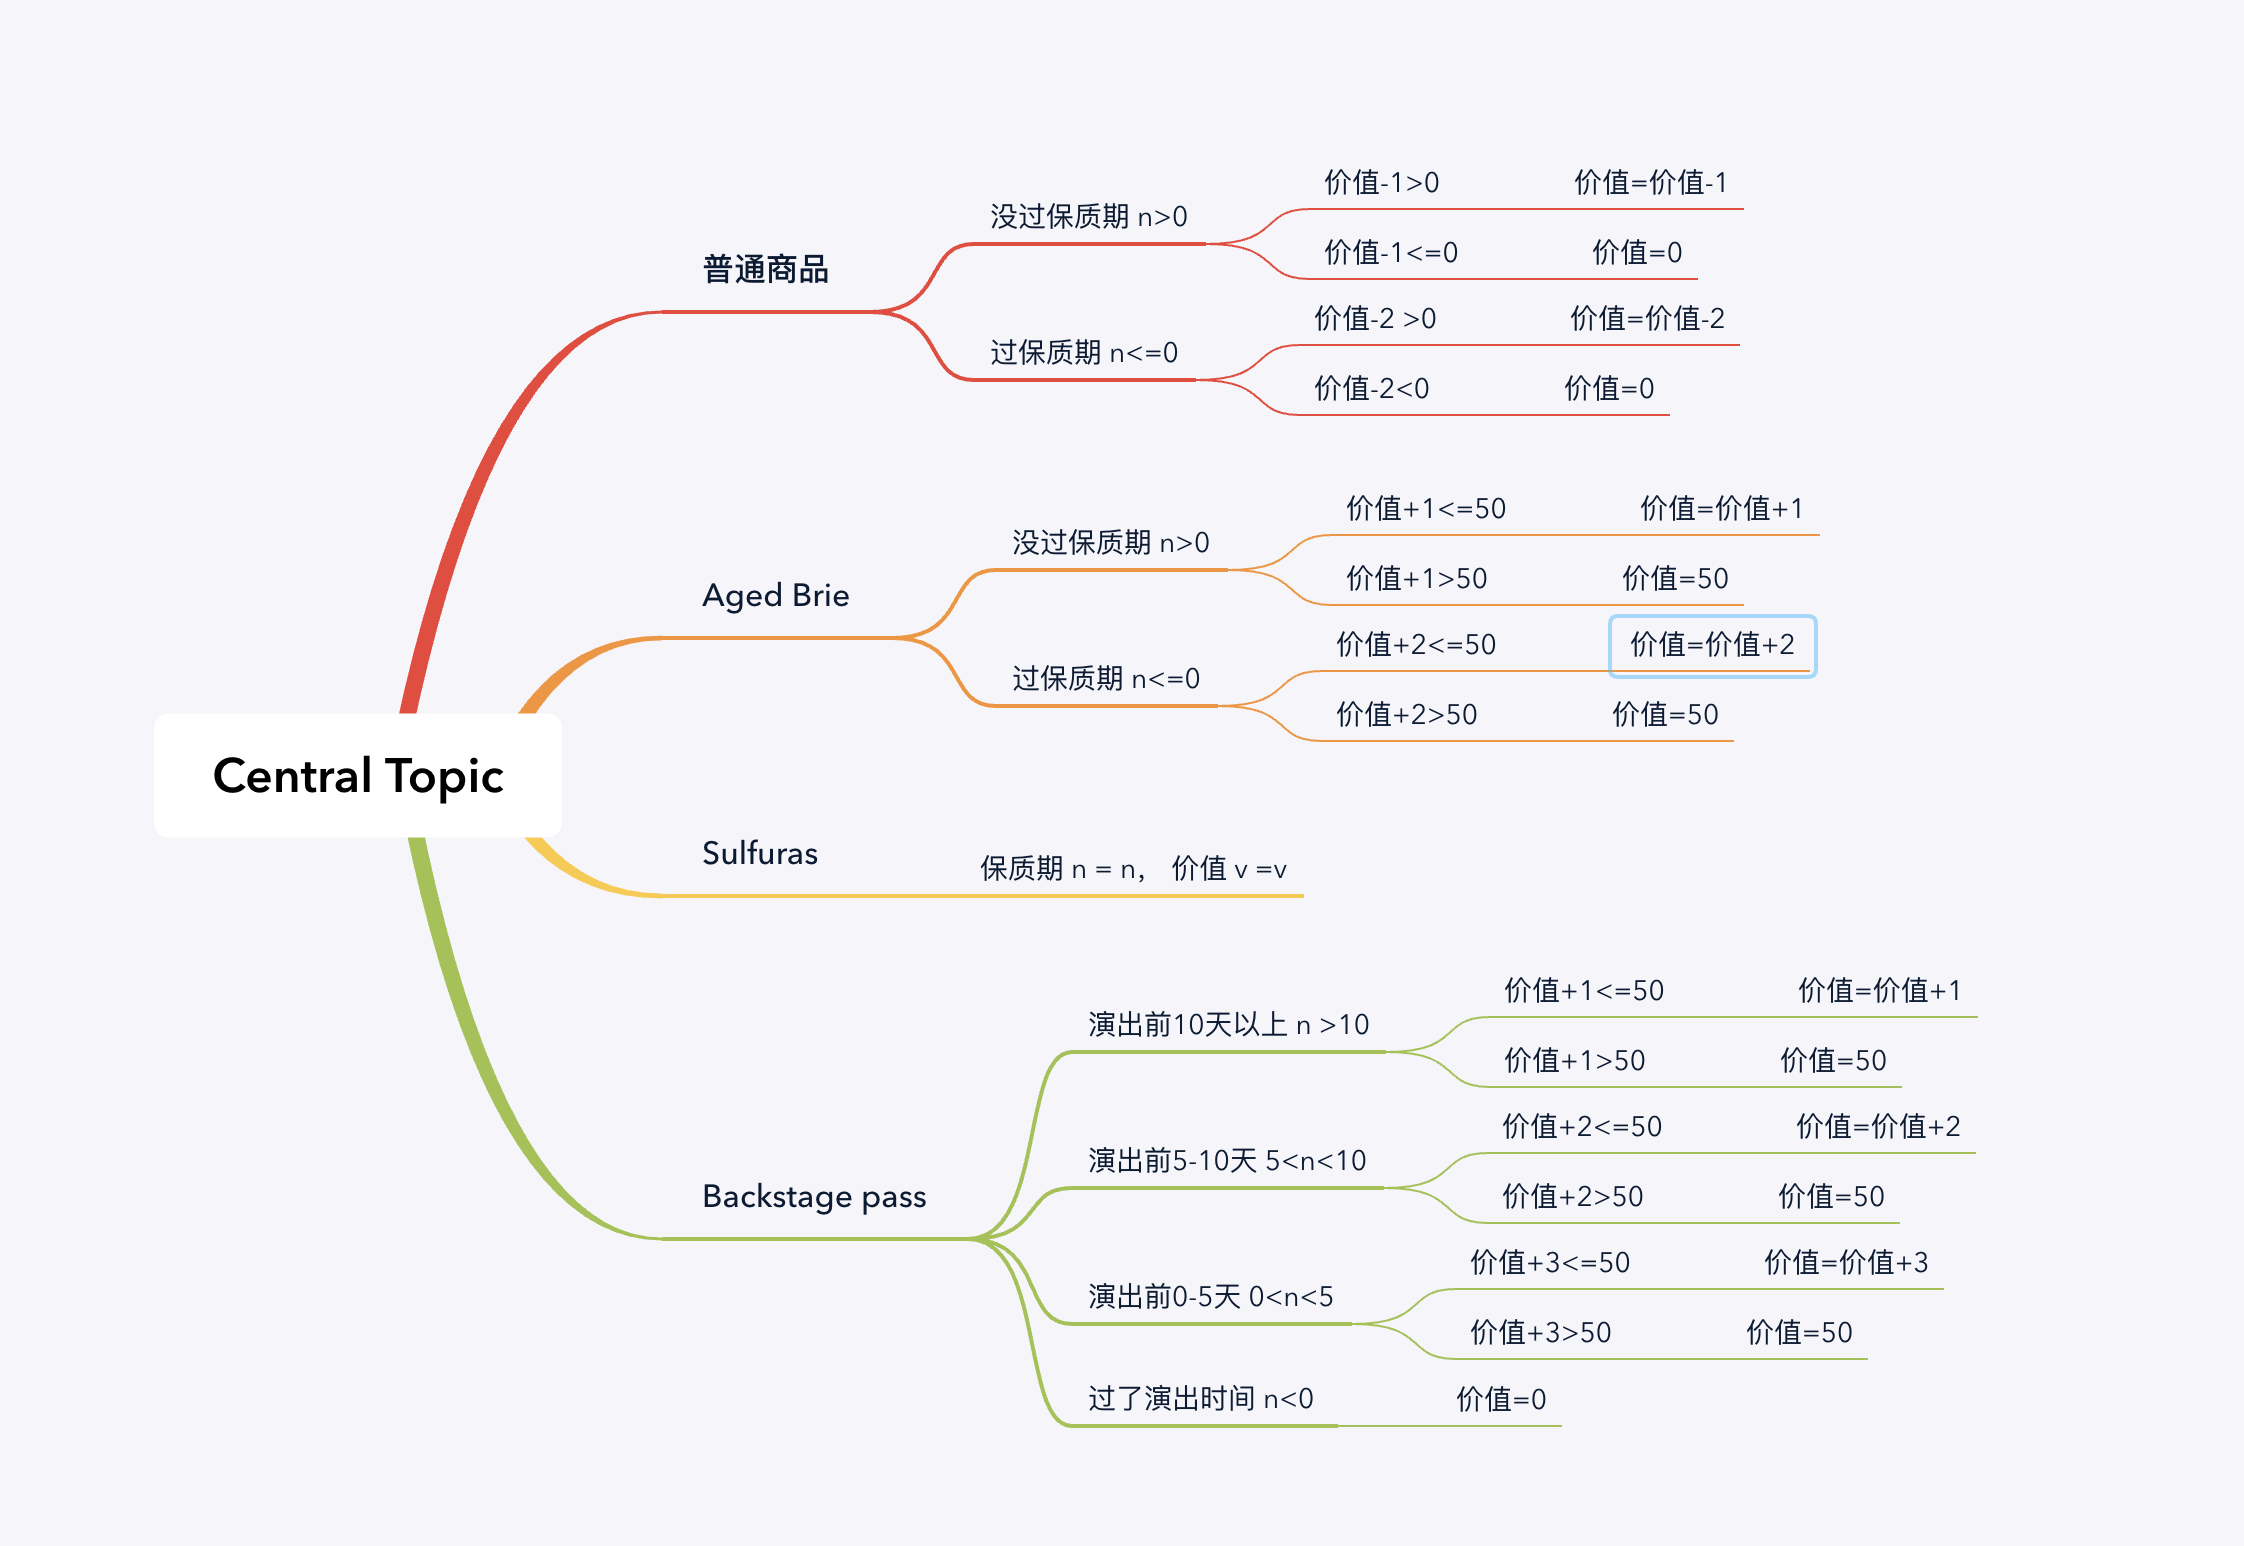 Central Topic
普通商品
没过保质期 n>0
价值-1>0
价值=价值-1
价值-1<=0
价值=0
过保质期 n<=0
价值-2 >0
价值=价值-2
价值-2<0
价值=0
Aged Brie
没过保质期 n>0
价值+1<=50
价值=价值+1
价值+1>50
价值=50
过保质期 n<=0
价值+2<=50
价值=价值+2
价值+2>50
价值=50
Sulfuras
保质期 n = n， 价值 v =v
Backstage pass
演出前10天以上 n >10
价值+1<=50
价值=价值+1
价值+1>50
价值=50
演出前5-10天 5<n<10
价值+2<=50
价值=价值+2
价值+2>50
价值=50
演出前0-5天 0<n<5
价值+3<=50
价值=价值+3
价值+3>50
价值=50
过了演出时间 n<0
价值=0